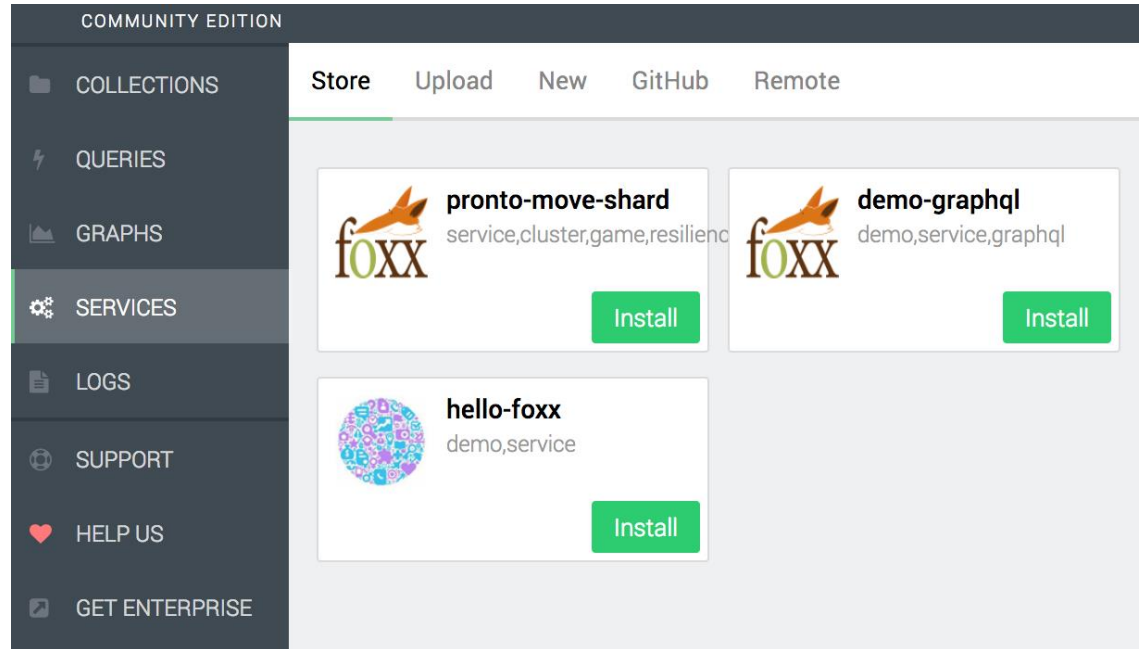 COMMUNITY EDITION
COLLECTIONS
QUERIES
GRAPHS
SERVICES
LOGS
SUPPORT
HELP US
GET ENTERPRISE
Store Upload New GitHub Remote
foxx
pronto-move-shard
service,cluster,game,resilienc
Install
foxx
demo-graphql
demo,service,graphql
Install
hello-foxx
demo,service
Install